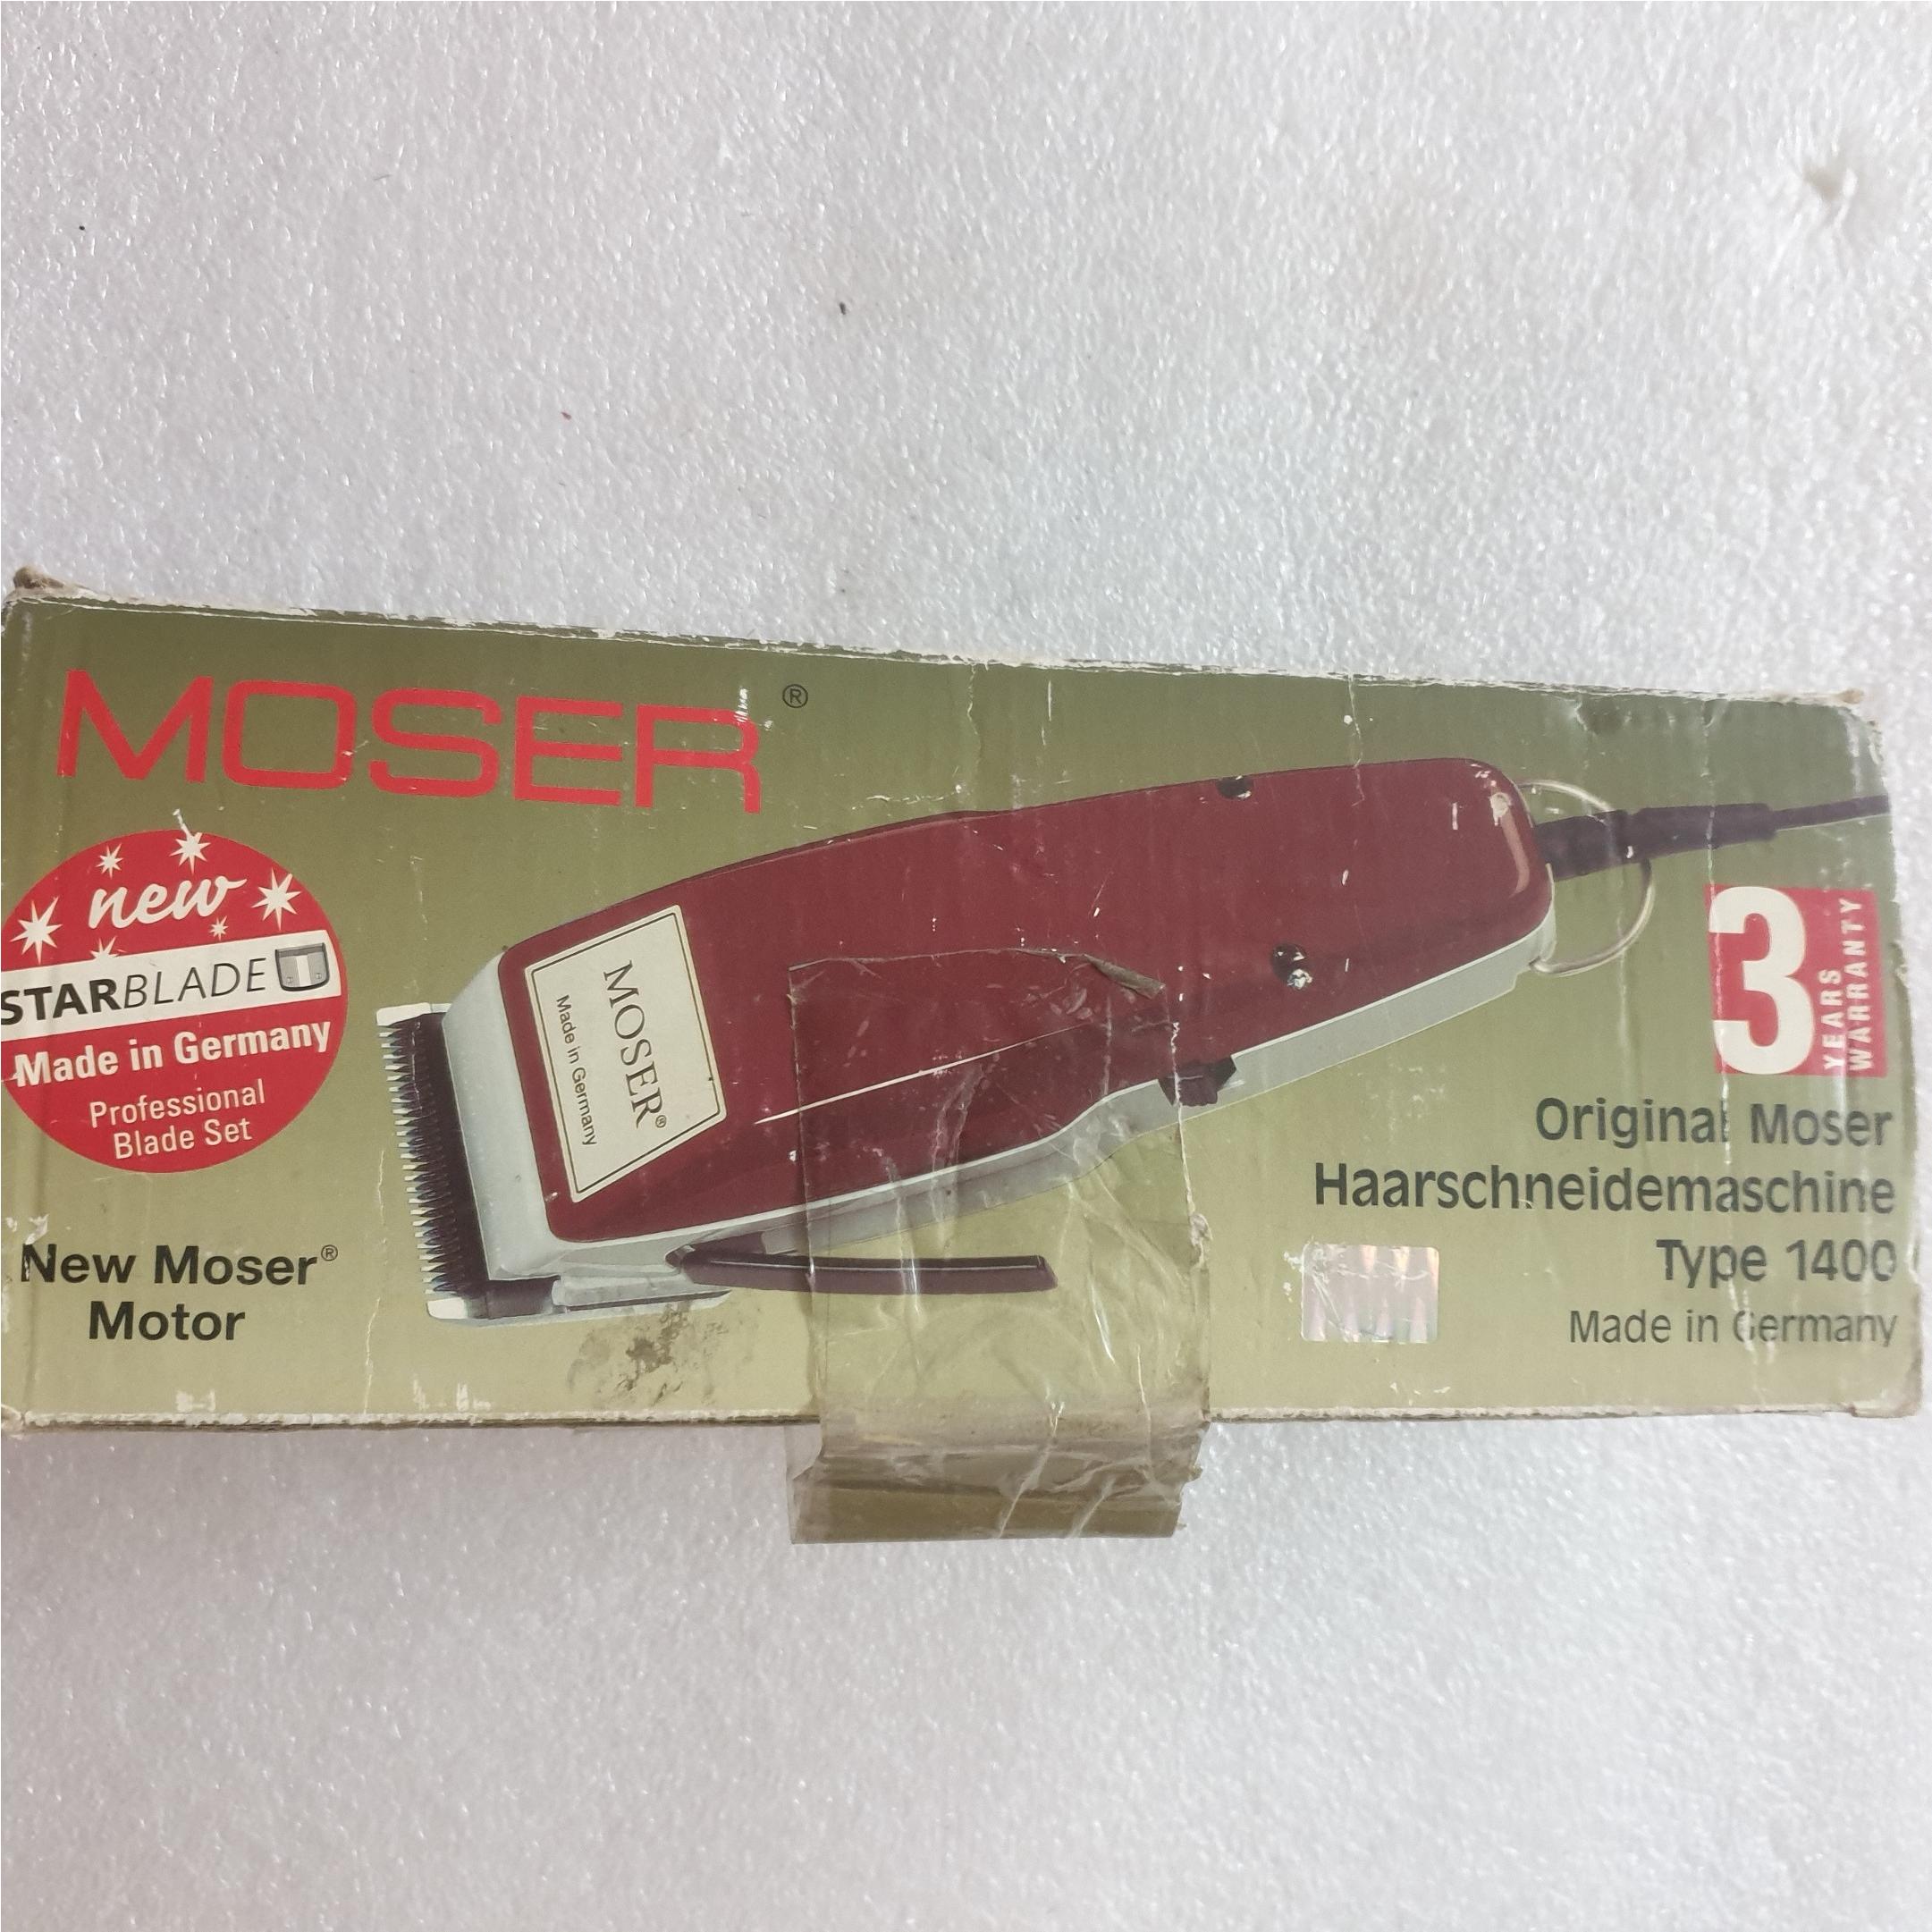 MOSER®
new
STARBLADE
Made in Germany
Professional
Blade Set
New Moser®
Motor
MOSER®
Made in Germany
3
YEARS
WARRANTY
Original Moser
Haarschneidemaschine
Type 1400
Made in Germany